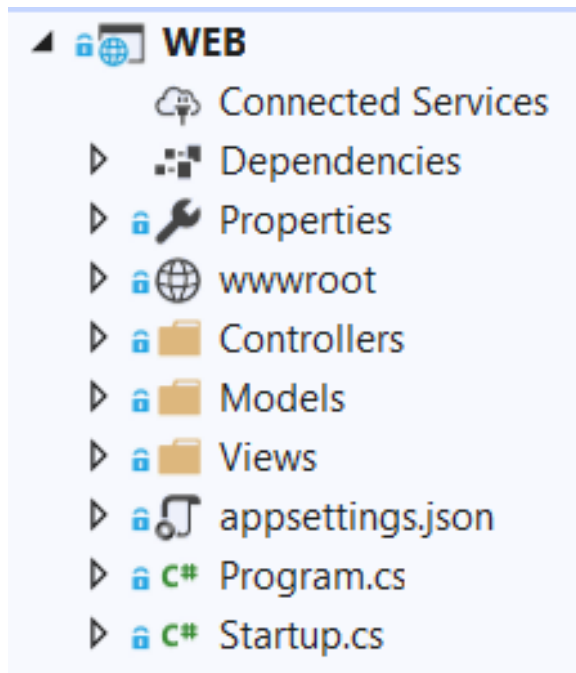 WEB
Connected Services
Dependencies
Properties
wwwroot
Controllers
Models
Views
appsettings.json
C# Program.cs
C# Startup.cs